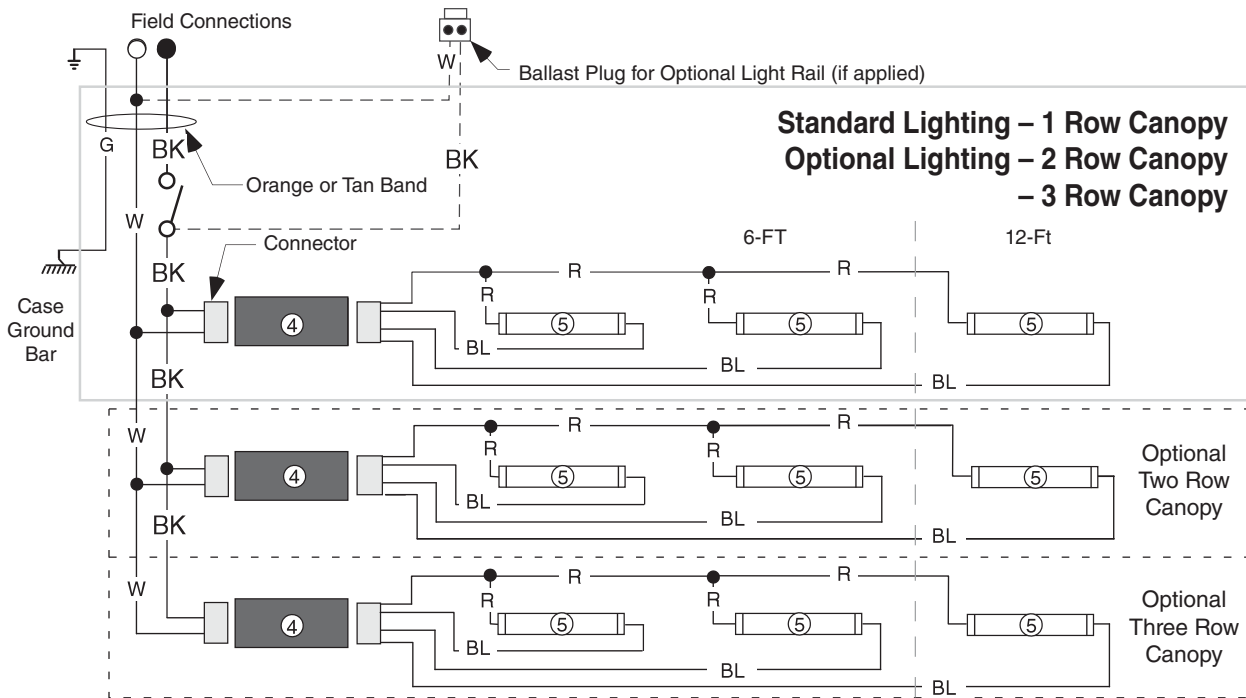 Field Connections
W
Ballast Plug for Optional Light Rail (if applied)
Standard Lighting – 1 Row Canopy
Optional Lighting – 2 Row Canopy
– 3 Row Canopy
G
BK
BK
Orange or Tan Band
W
Connector
6-FT
12-Ft
BK
Case
Ground
Bar
R
R
R
R
4
5
5
5
BL
BL
BL
BK
W
R
R
R
R
4
5
5
5
BL
BL
BL
Optional
Two Row
Canopy
BK
W
R
R
R
R
4
5
5
5
BL
BL
BL
Optional
Three Row
Canopy